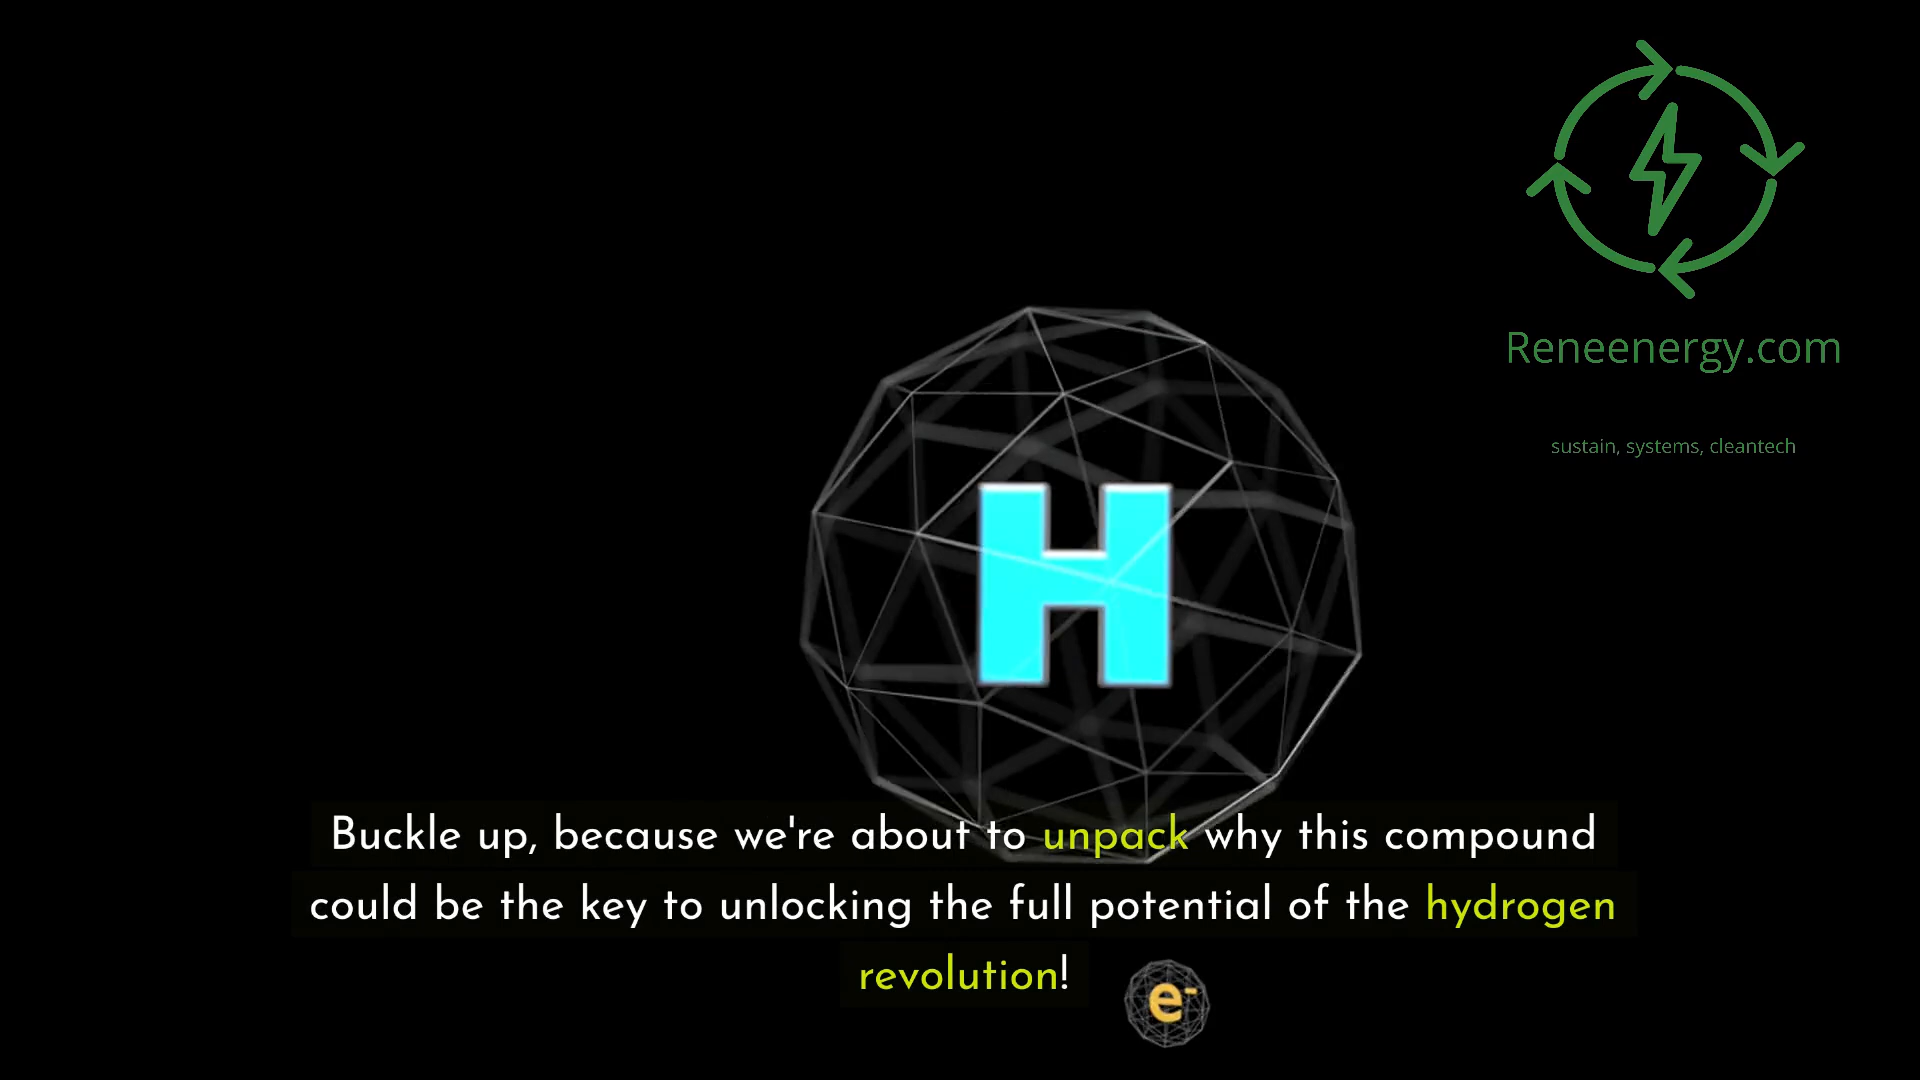 Reneenergy.com
sustain, systems, cleantech
H
Buckle up, because we're about to unpack why this compound
could be the key to unlocking the full potential of the hydrogen
revolution!
e-